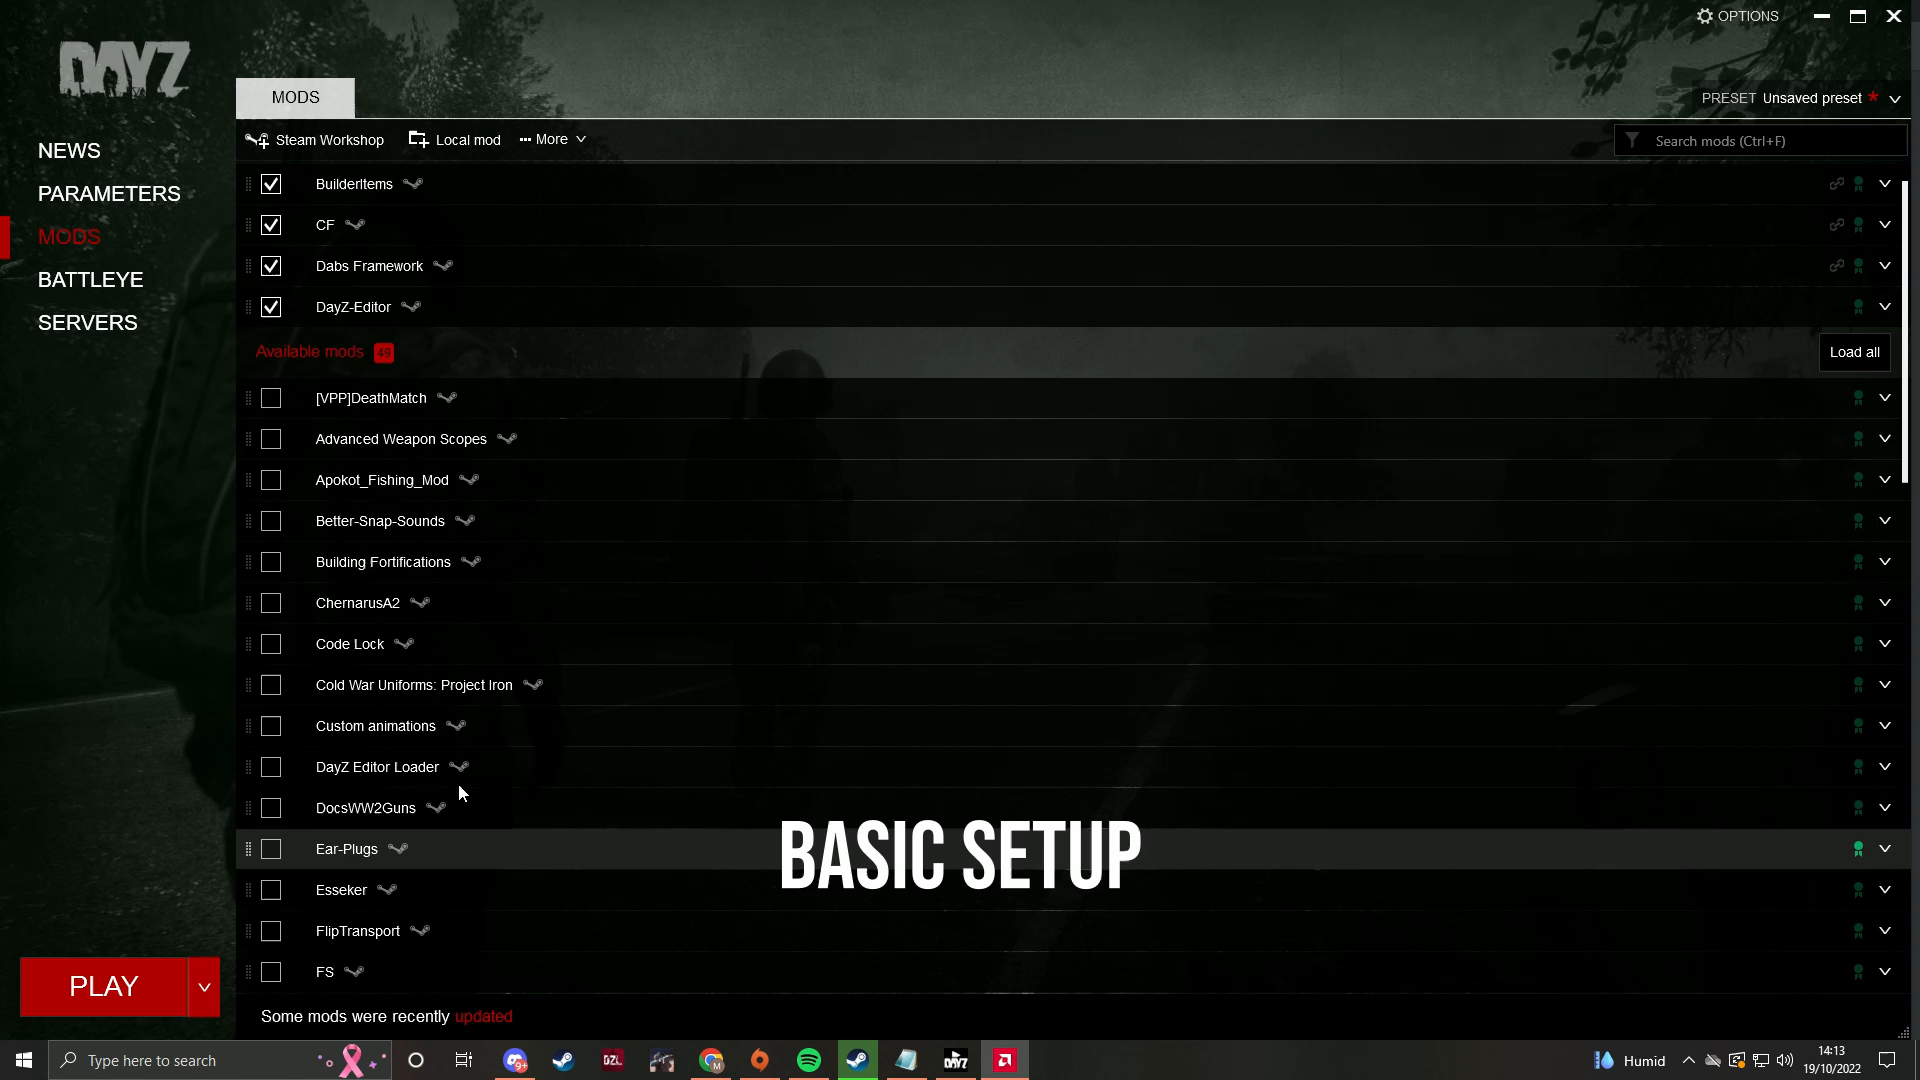 OPTIONS
DAYZ
MODS
PRESET Unsaved preset *
NEWS
PARAMETERS
MODS
BATTLEYE
SERVERS
Steam Workshop
Local mod
··· More
Search mods (Ctrl+F)
BuilderItems
CF
Dabs Framework
DayZ-Editor
Available mods 49
Load all
[VPP]DeathMatch
Advanced Weapon Scopes
Apokot_Fishing_Mod
Better-Snap-Sounds
Building Fortifications
ChernarusA2
Code Lock
Cold War Uniforms: Project Iron
Custom animations
DayZ Editor Loader
DocsWW2Guns
Ear-Plugs
Esseker
FlipTransport
FS
BASIC SETUP
PLAY
Some mods were recently updated
Type here to search
9+
DZL
M
DAYZ
Humid
14:13
19/10/2022